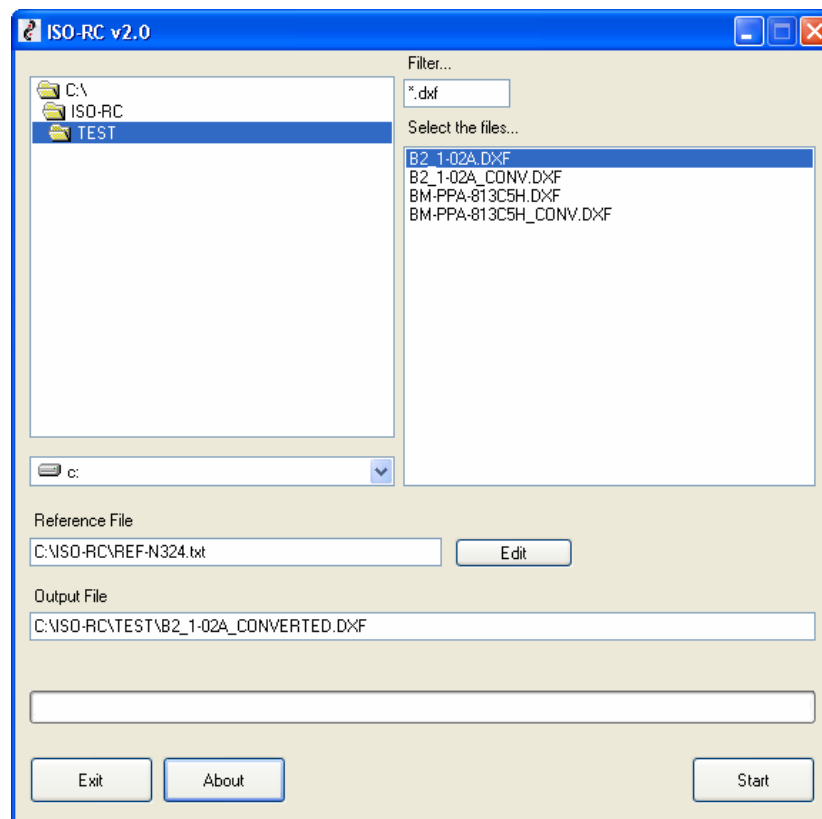 ISO-RC v2.0
Filter...
*.dxf
Select the files...
C:\
ISO-RC
TEST
B2_1-02A.DXF
B2_1-02A_CONV.DXF
BM-PPA-813C5H.DXF
BM-PPA-813C5H_CONV.DXF
c:
Reference File
C:\ISO-RC\REF-N324.txt
Edit
Output File
C:\ISO-RC\TEST\B2_1-02A_CONVERTED.DXF
Exit
About
Start